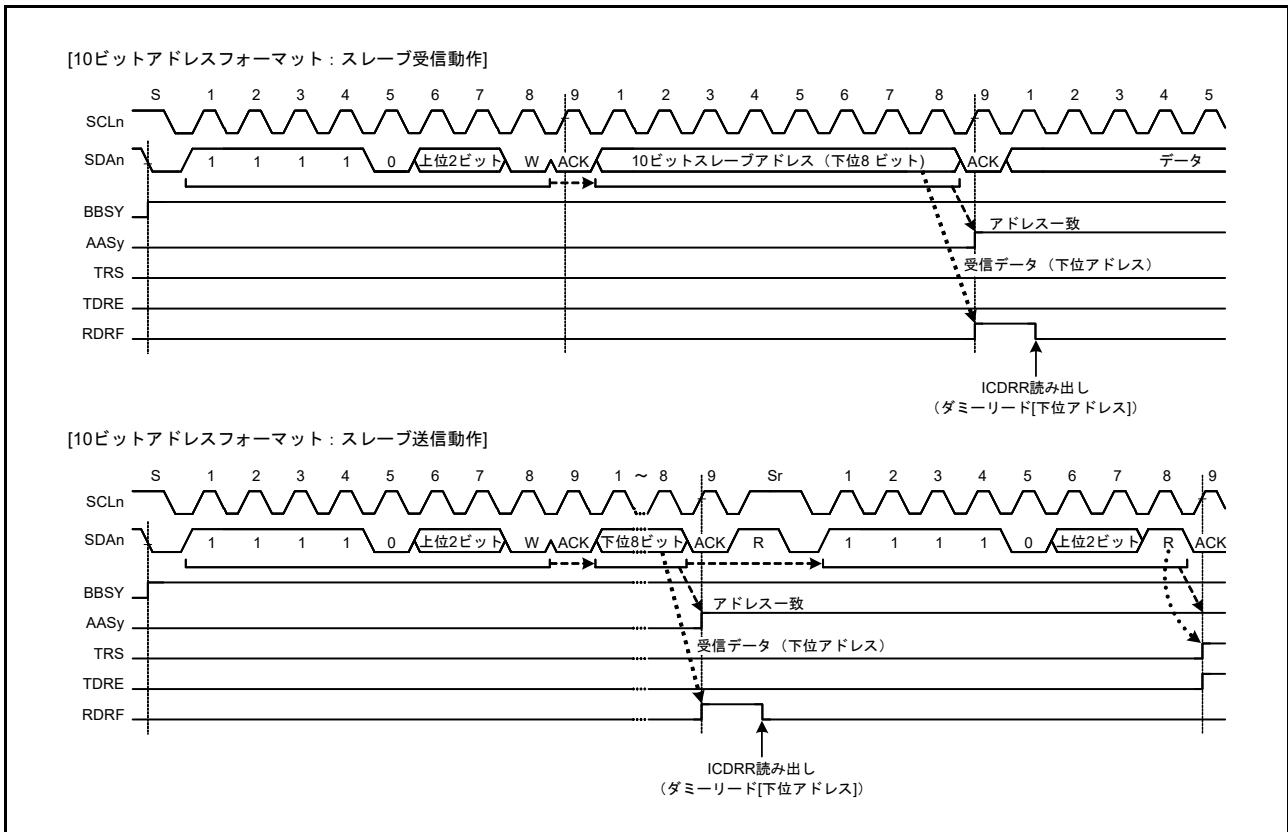 [10ビットアドレスフォーマット：スレーブ受信動作]
S 1 2 3 4 5 6 7 8 9 1 2 3 4 5 6 7 8 9 1 2 3 4 5
SCLn
SDAn 1 1 1 1 0 上位2ビット W ACK 10ビットスレーブアドレス（下位8 ビット) ACK データ
BBSY
アドレス一致
AASy
受信データ（下位アドレス）
TRS
TDRE
RDRF
ICDRR読み出し
（ダミーリード[下位アドレス]）
[10ビットアドレスフォーマット：スレーブ送信動作]
S 1 2 3 4 5 6 7 8 9 1 ～ 8 9 Sr 1 2 3 4 5 6 7 8 9
SCLn
SDAn 1 1 1 1 0 上位2ビット W ACK 下位8ビット ACK R 1 1 1 1 0 上位2ビット R ACK
BBSY
アドレス一致
AASy
受信データ（下位アドレス）
TRS
TDRE
RDRF
ICDRR読み出し
（ダミーリード[下位アドレス]）